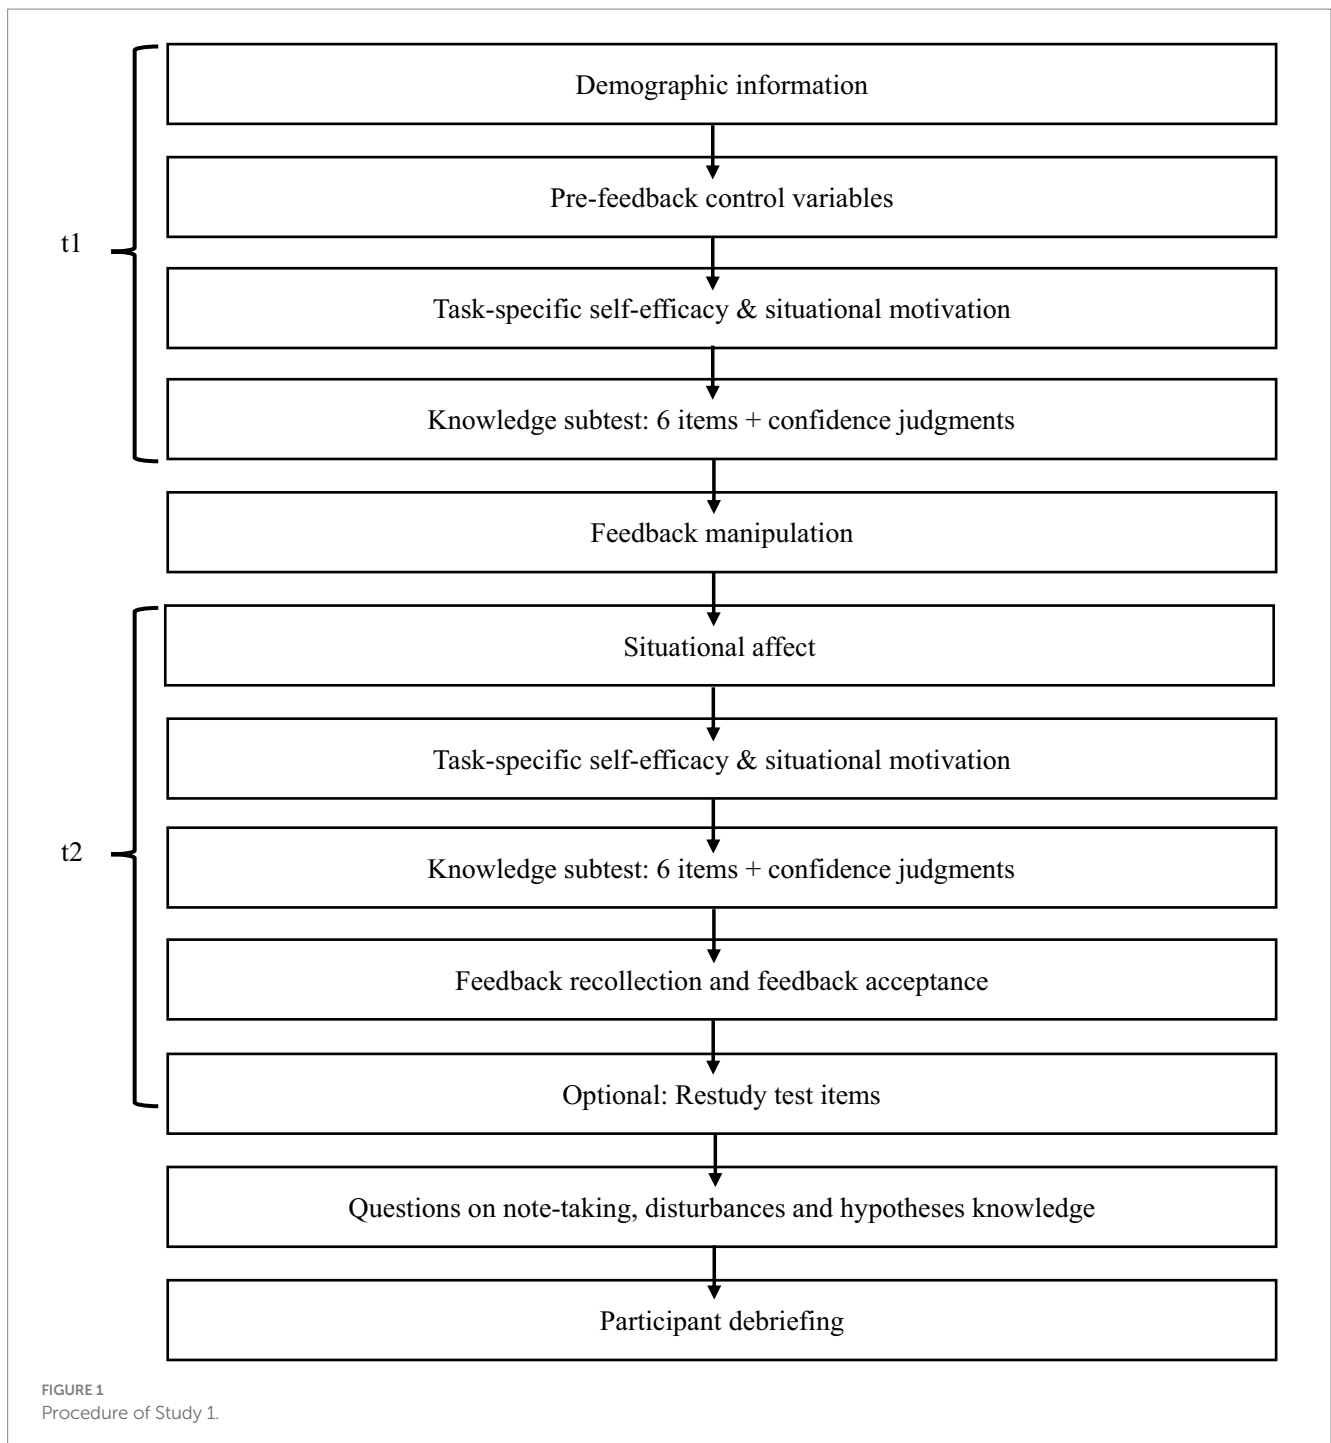 Demographic information
Pre-feedback control variables
t1
Task-specific self-efficacy & situational motivation
Knowledge subtest: 6 items + confidence judgments
Feedback manipulation
Situational affect
Task-specific self-efficacy & situational motivation
t2
Knowledge subtest: 6 items + confidence judgments
Feedback recollection and feedback acceptance
Optional: Restudy test items
Questions on note-taking, disturbances and hypotheses knowledge
Participant debriefing
FIGURE 1
Procedure of Study 1.